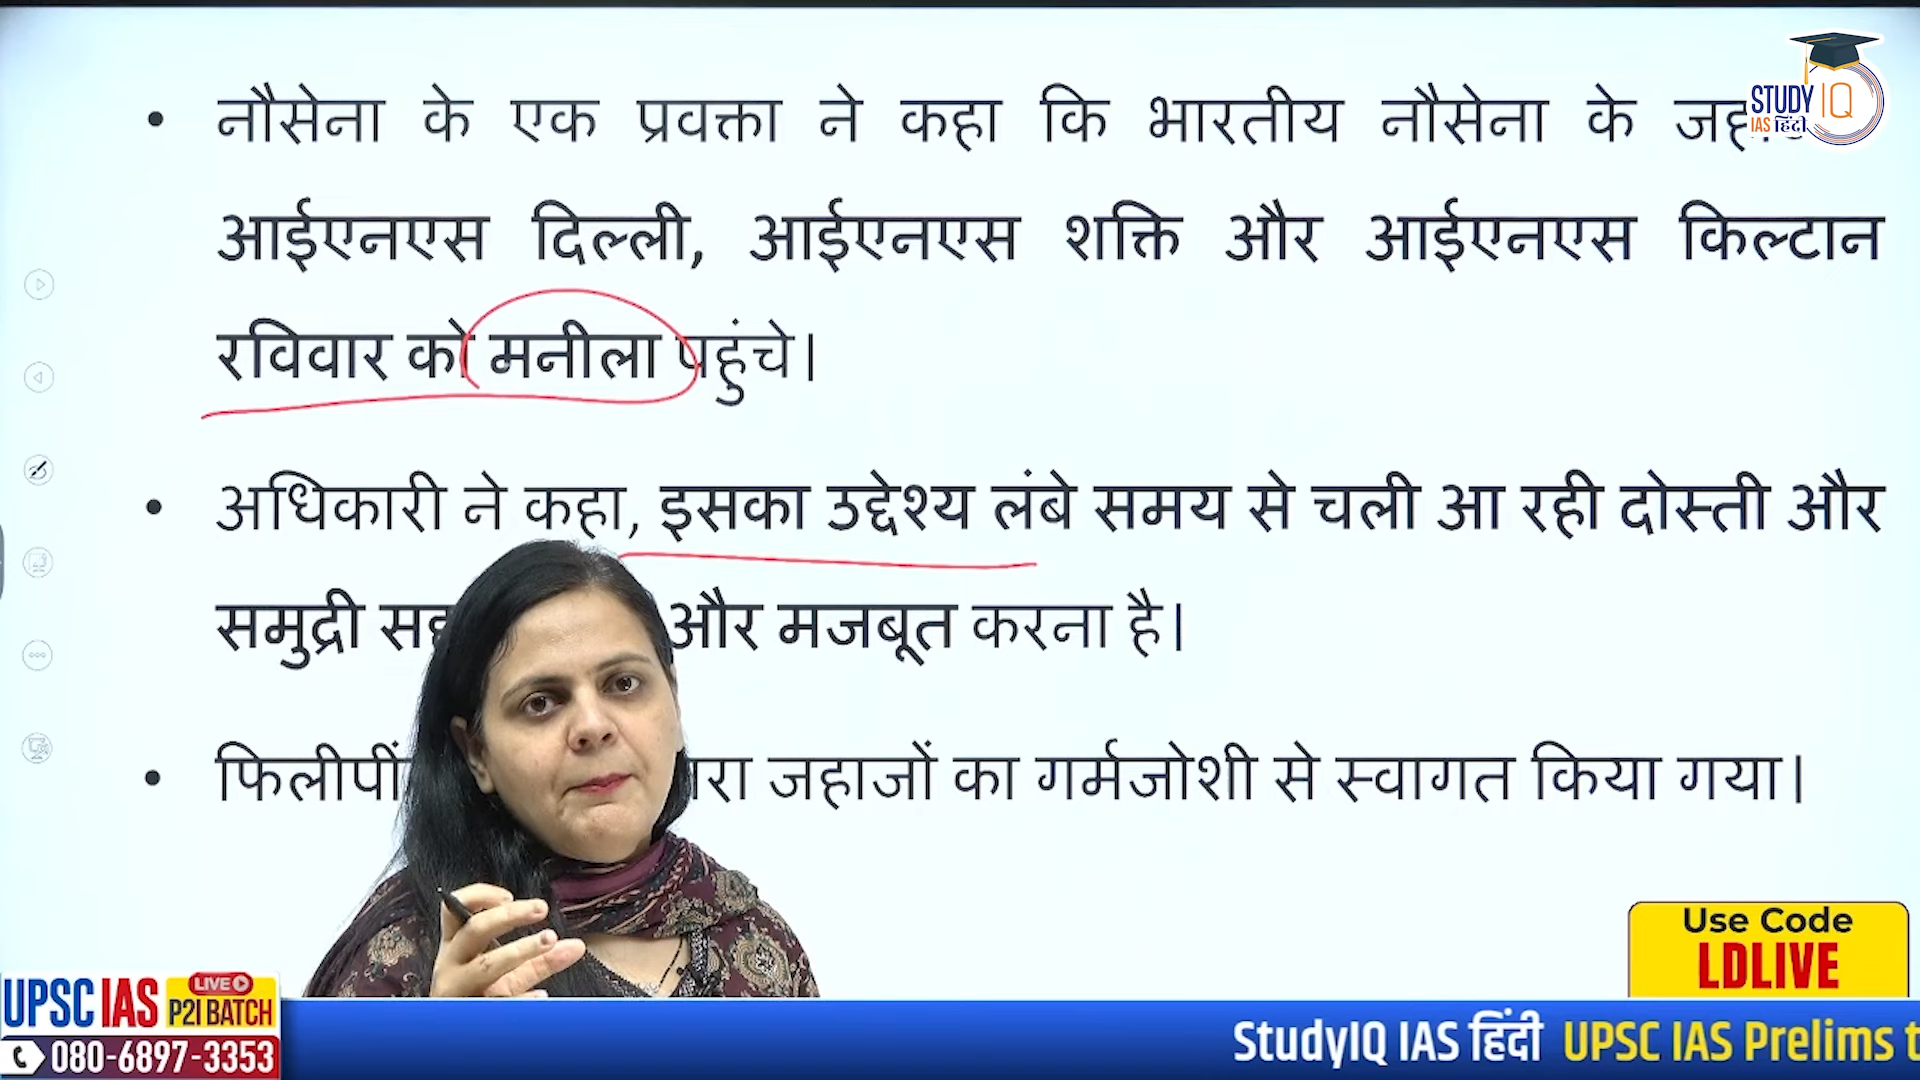 STUDY IQ
IAS हिंदी
• नौसेना के एक प्रवक्ता ने कहा कि भारतीय नौसेना के
आईएनएस दिल्ली, आईएनएस शक्ति और आईएनएस किल्टान
रविवार को मनीला पहुंचे।
• अधिकारी ने कहा, इसका उद्देश्य लंबे समय से चली आ रही दोस्ती और
समुद्री और मजबूत करना है।
• जहाजों का गर्मजोशी से स्वागत किया गया।
Use Code
LDLIVE
UPSC IAS LIVE P2I BATCH
080-6897-3353
StudyIQ IAS हिंदी UPSC IAS Prelims